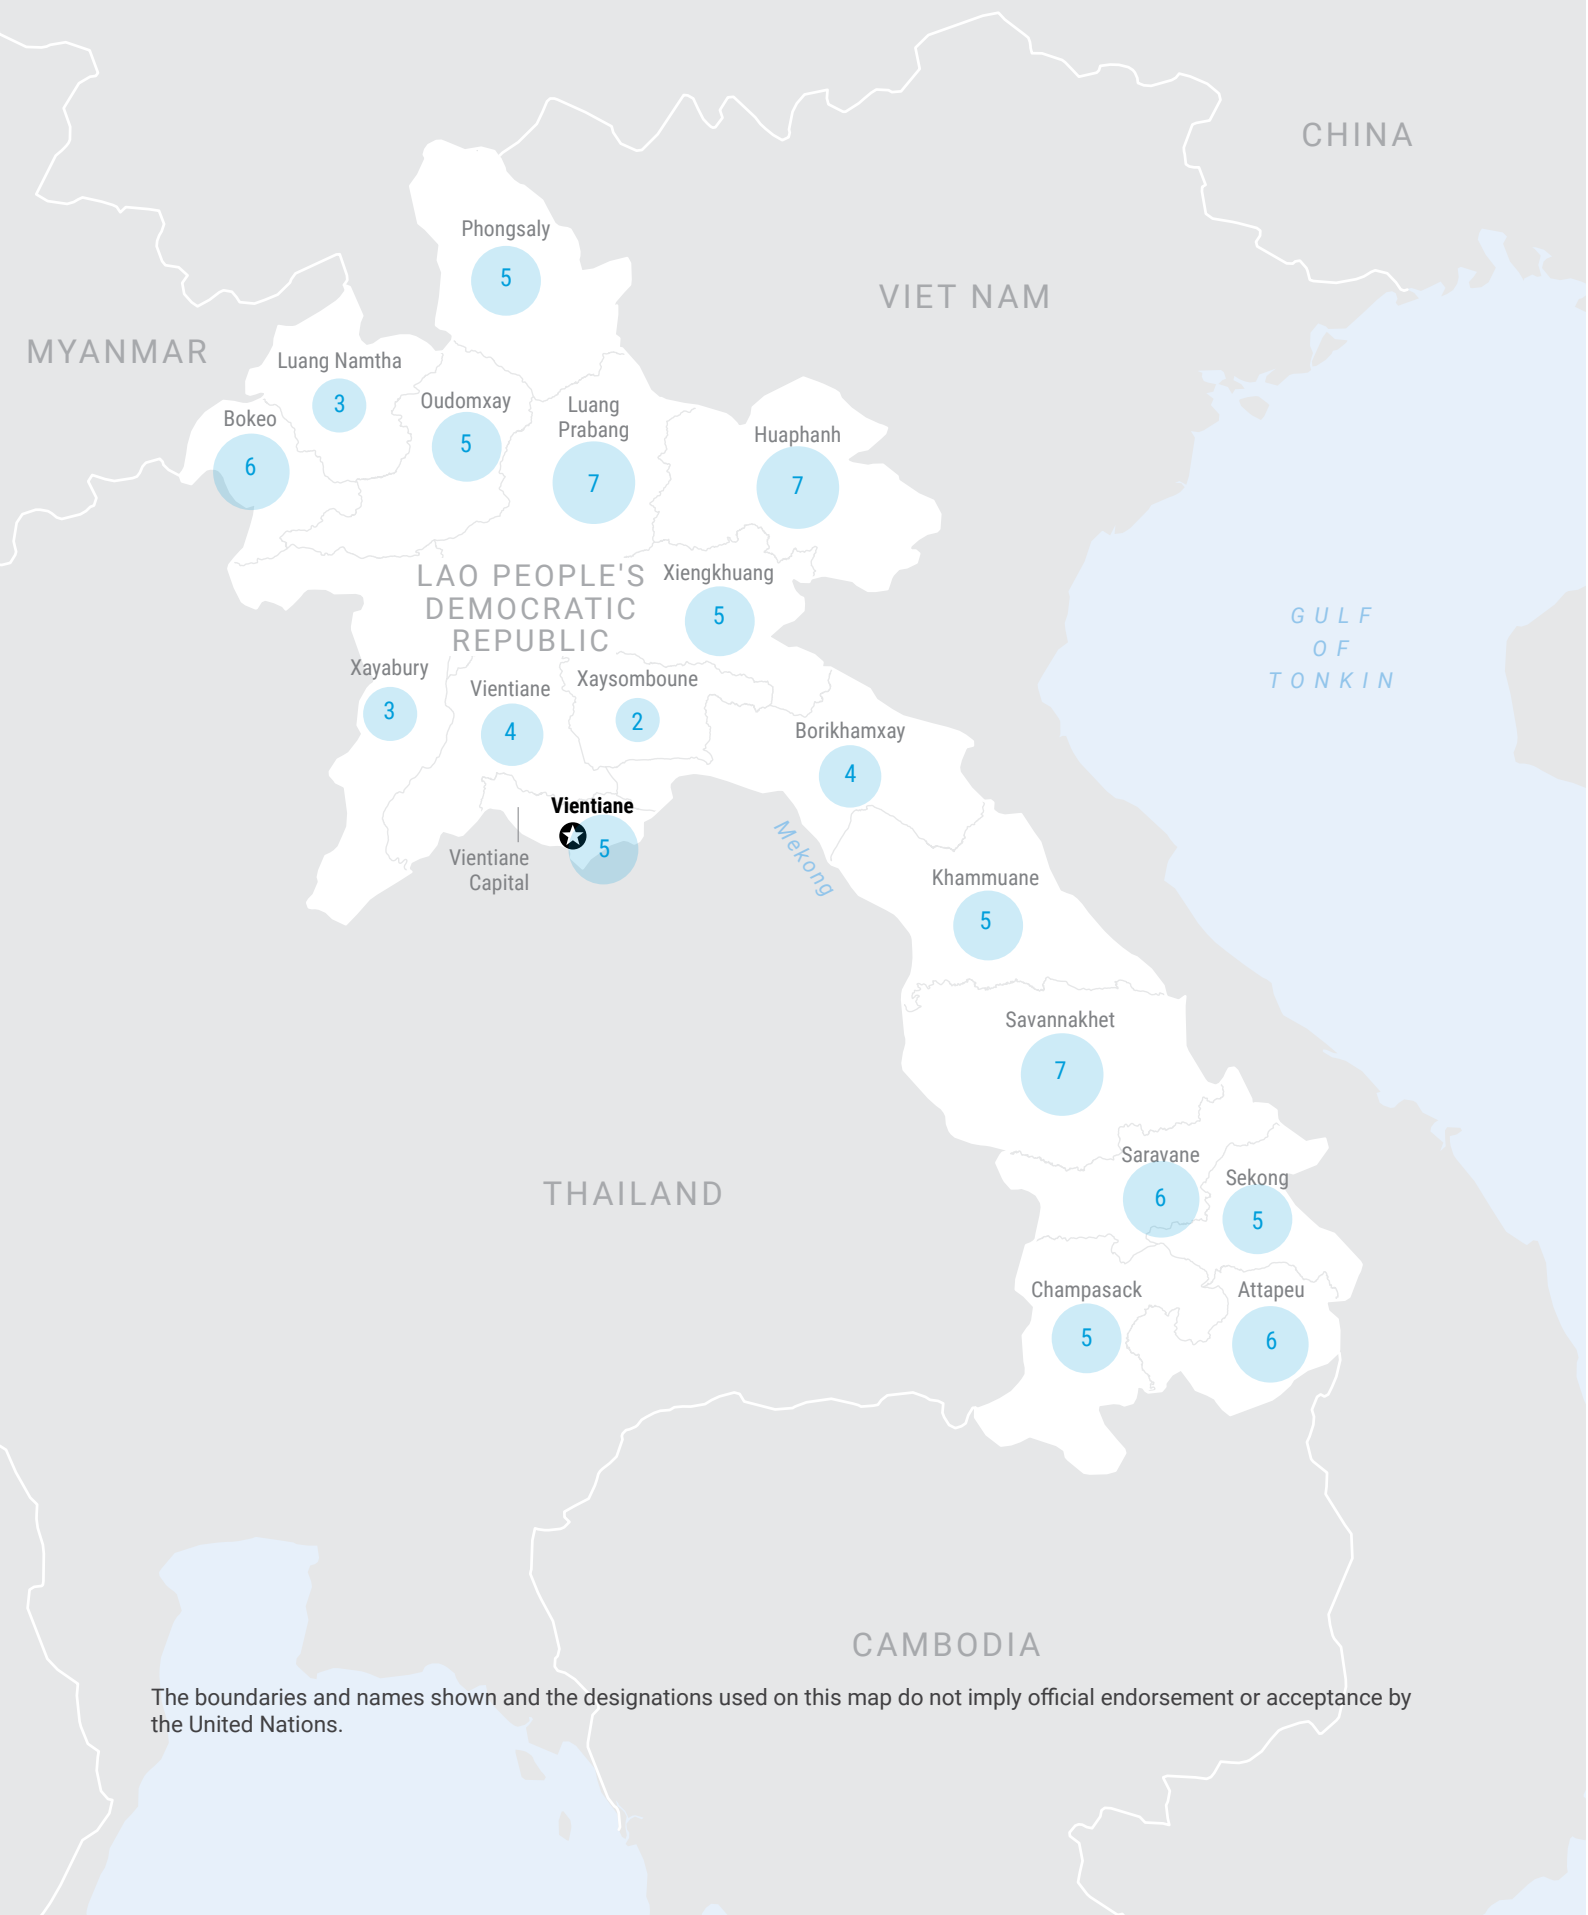 CHINA
Phongsaly
5
VIET NAM
MYANMAR
Luang Namtha
3
Oudomxay
5
Luang
Prabang
7
Bokeo
6
Huaphanh
7
LAO PEOPLE'S
DEMOCRATIC
REPUBLIC
Xiengkhuang
5
GULF
OF
TONKIN
Xayabury
3
Vientiane
4
Xaysomboune
2
Borikhamxay
4
Vientiane
5
Vientiane
Capital
Mekong
Khammuane
5
Savannakhet
7
Saravane
6
Sekong
5
THAILAND
Champasack
5
Attapeu
6
CAMBODIA
The boundaries and names shown and the designations used on this map do not imply official endorsement or acceptance by
the United Nations.